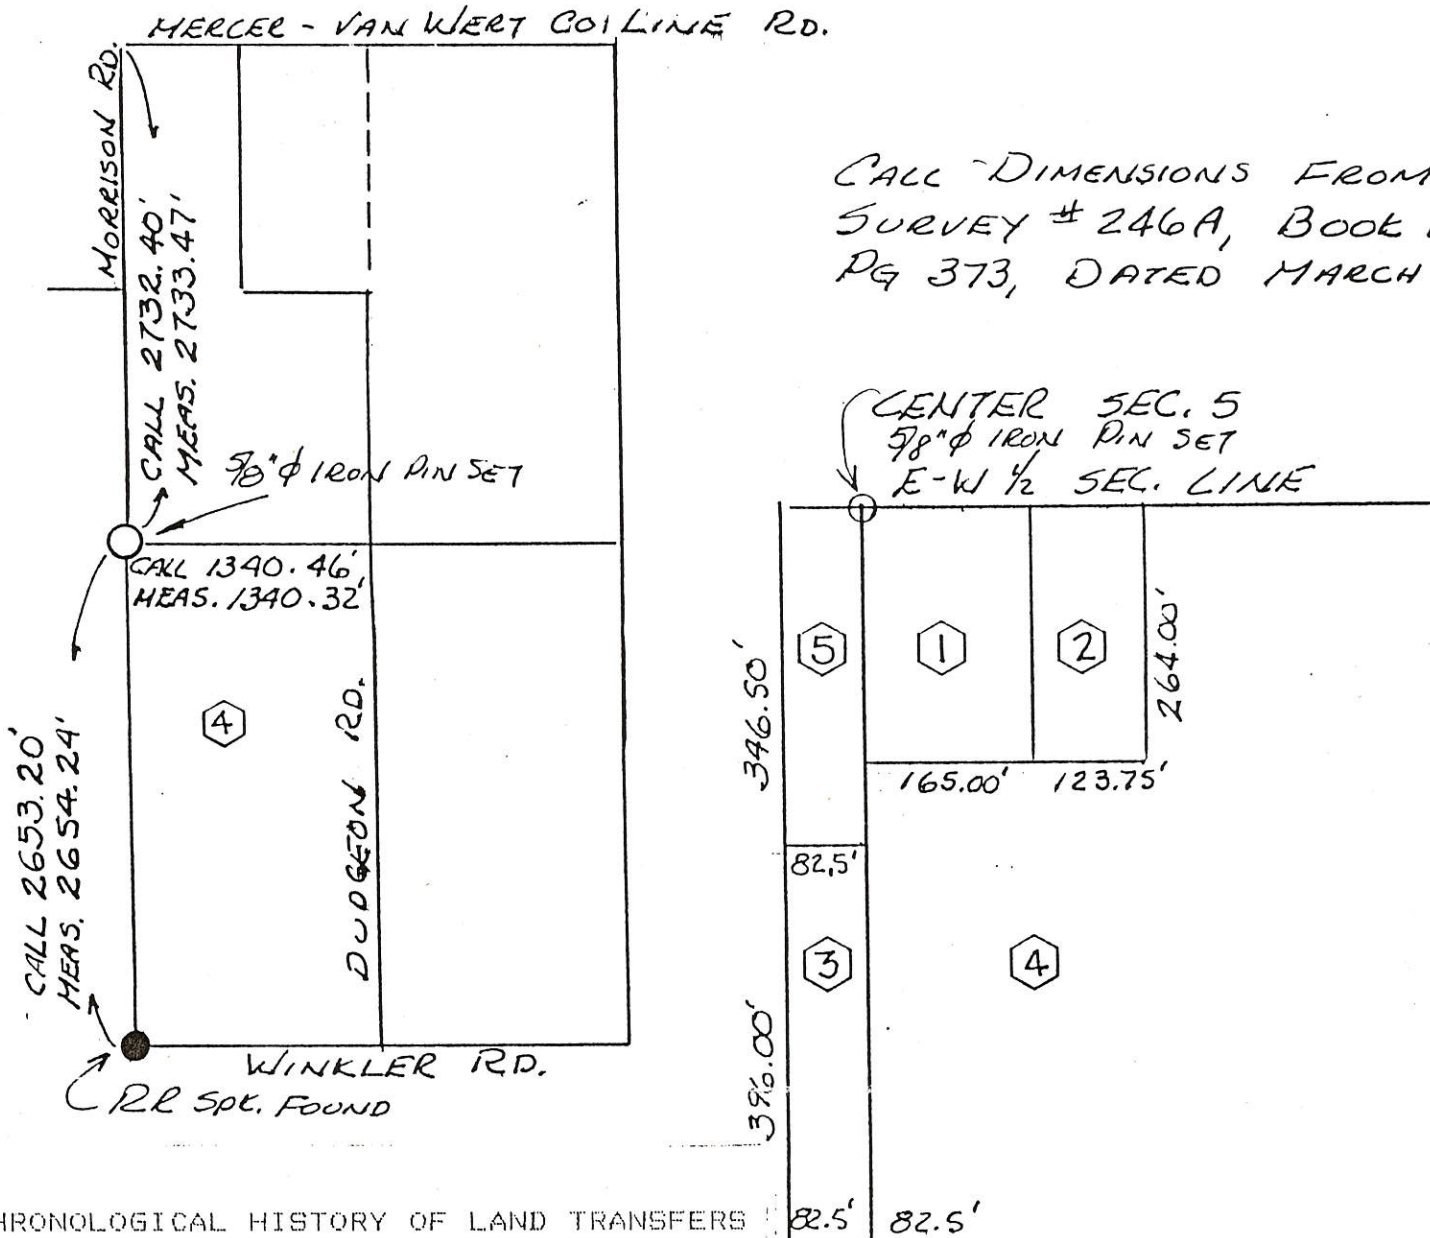 MERCER - VAN WERT CO. LINE RD.
MORRISON RD.
CALL 2732.40'
MEAS. 2733.47'
5/8"ϕ IRON PIN SET
CALL 1340.46'
MEAS. 1340.32'
4
DUDGEON RD.
CALL 2653.20'
MEAS. 2654.24'
WINKLER RD.
RR SPK. FOUND
CALL DIMENSIONS FROM
SURVEY # 246A, BOOK
PG 373, DATED MARCH
CENTER SEC. 5
5/8"ϕ IRON PIN SET
E-W 1/2 SEC. LINE
5
1
2
346.50'
264.00'
165.00'
123.75'
82.5'
3
4
396.00'
82.5'
82.5'
HRONOLOGICAL HISTORY OF LAND TRANSFERS